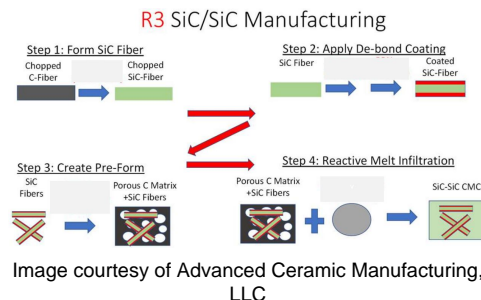 R3 SiC/SiC Manufacturing
Step 1: Form SiC Fiber
Chopped
C-Fiber
Chopped
SiC-Fiber
Step 2: Apply De-bond Coating
SiC Fiber
Coated
SiC-Fiber
Step 3: Create Pre-Form
SiC
Fibers
Porous C Matrix
+SiC Fibers
Step 4: Reactive Melt Infiltration
Porous C Matrix
+SiC Fibers
SiC-SiC CMC
Image courtesy of Advanced Ceramic Manufacturing,
LLC